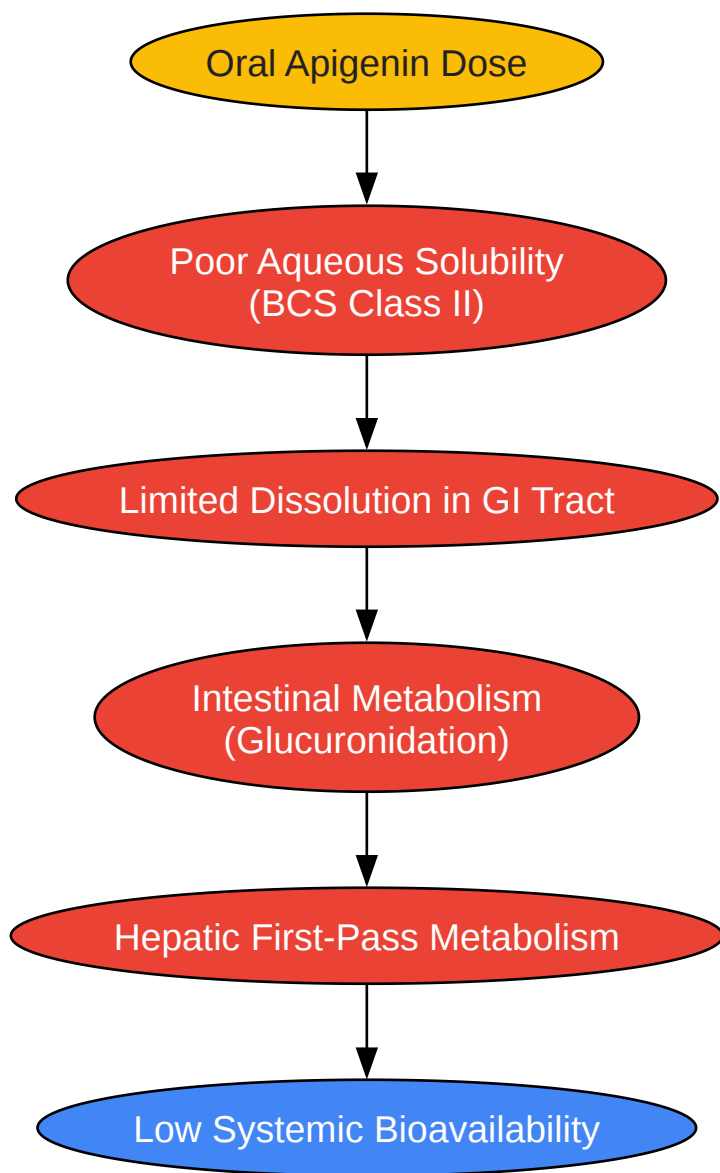 Oral Apigenin Dose
Poor Aqueous Solubility
(BCS Class II)
Limited Dissolution in GI Tract
Intestinal Metabolism
(Glucuronidation)
Hepatic First-Pass Metabolism
Low Systemic Bioavailability